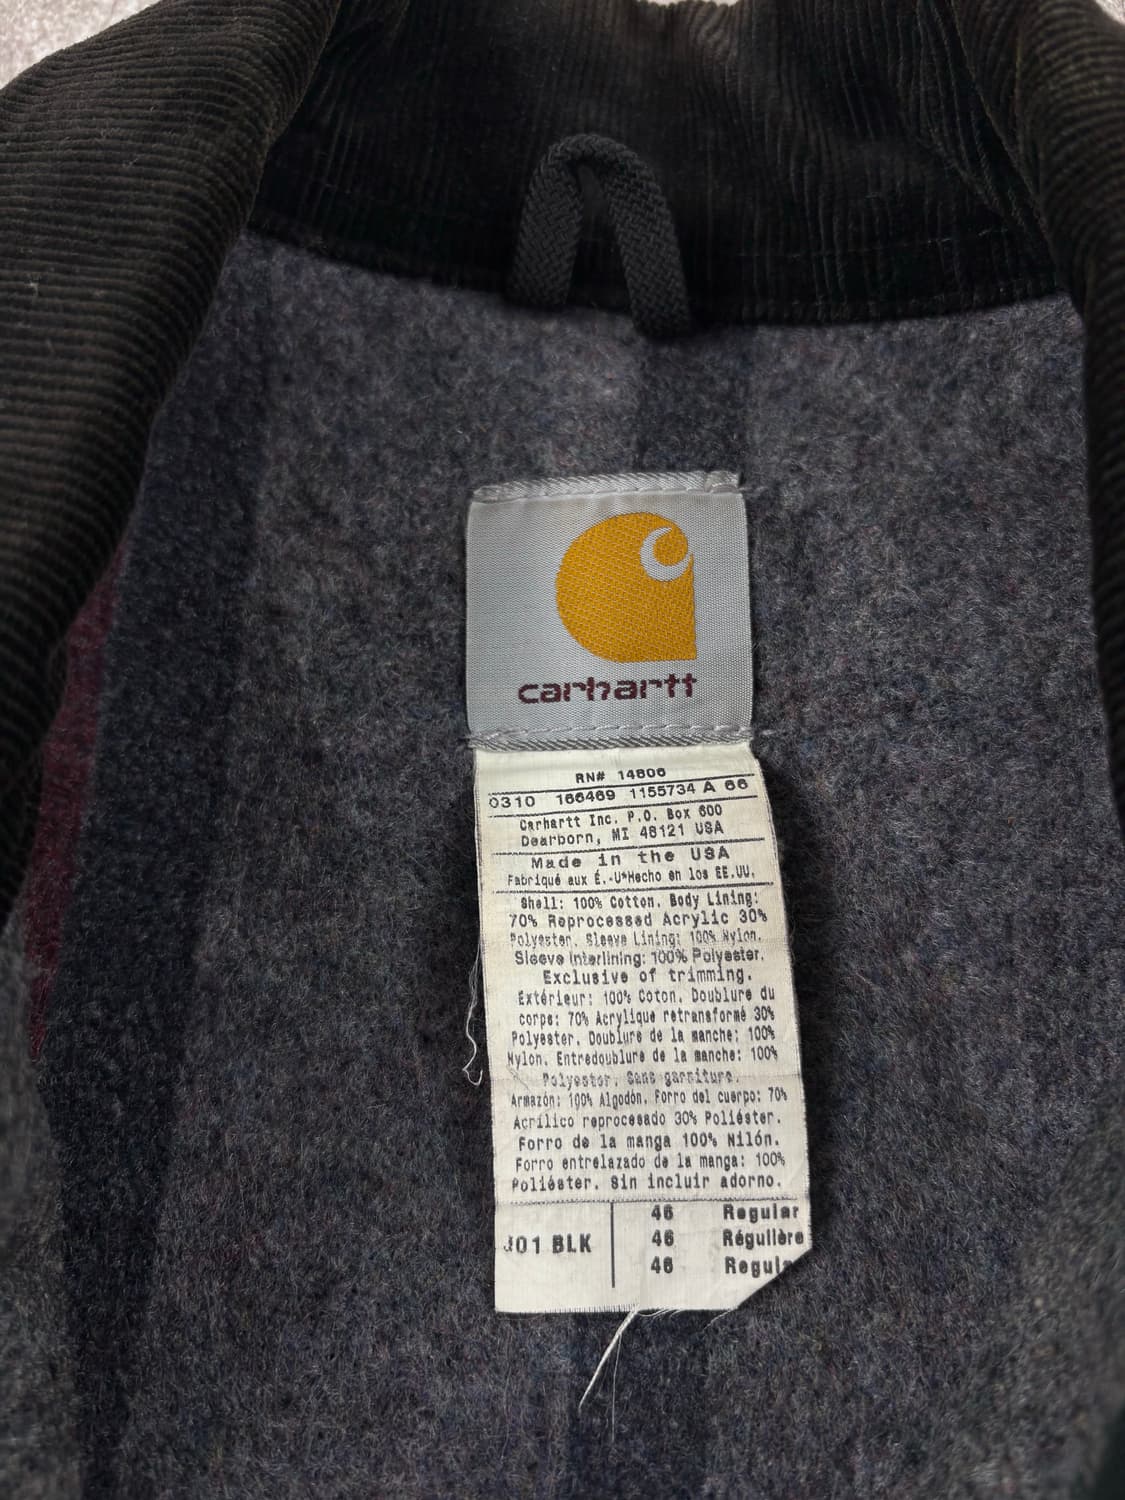 carhartt
RN# 14806
0310 166469 1155734 A 66
Carhartt Inc. P.O. Box 600
Dearborn, MI 48121 USA
Made in the USA
Fabriqué aux É.-U*Hecho en los EE.UU.
Shell: 100% Cotton. Body Lining:
70% Reprocessed Acrylic 30%
Polyester. Sleeve Lining: 100% Nylon.
Sleeve Interlining: 100% Polyester.
Exclusive of trimming.
Extérieur: 100% Coton. Doublure du
corps: 70% Acrylique retransformé 30%
Polyester. Doublure de la manche: 100%
Nylon. Entredoublure de la manche: 100%
Polyester. Sans garniture.
Armazón: 100% Algodón. Forro del cuerpo: 70%
Acrílico reprocesado 30% Poliéster.
Forro de la manga 100% Nilón.
Forro entrelazado de la manga: 100%
Poliéster. Sin incluir adorno.
46 Regular
J01 BLK 46 Régulière
46 Regula